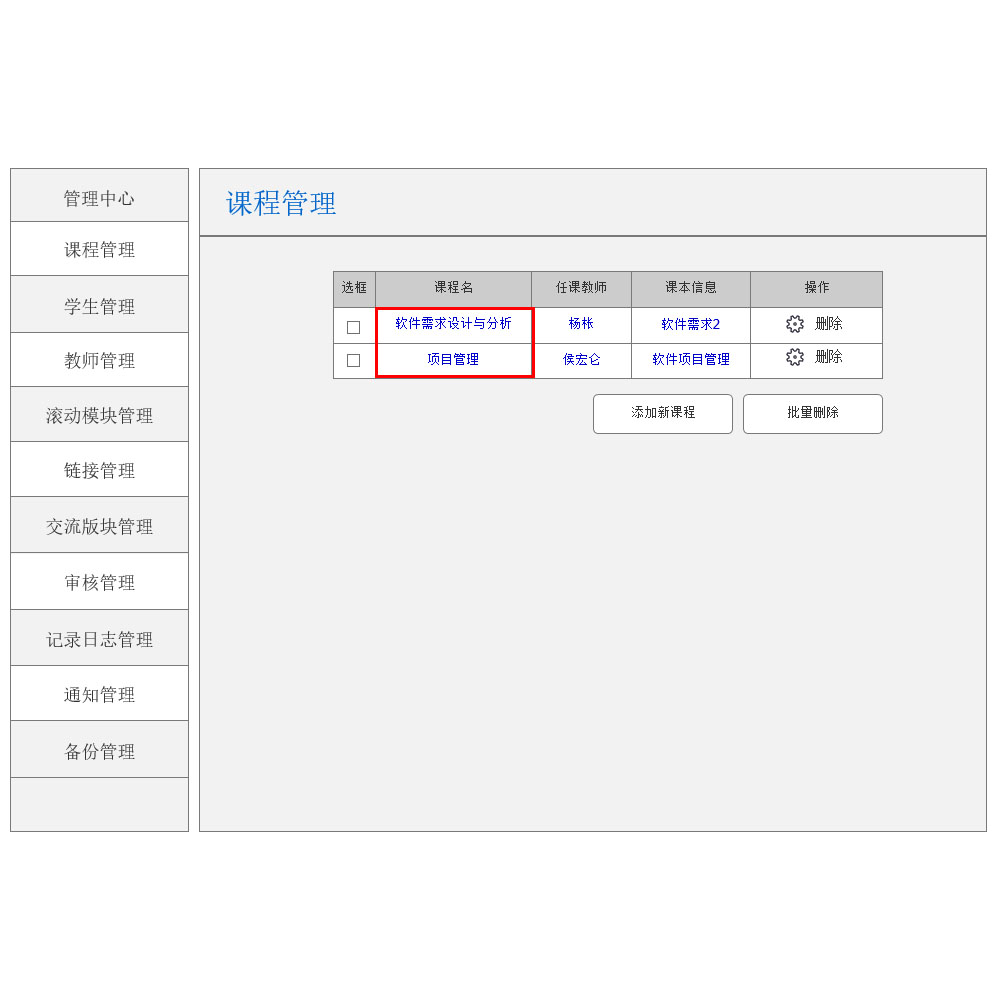 管理中心
课程管理
学生管理
教师管理
滚动模块管理
链接管理
交流版块管理
审核管理
记录日志管理
通知管理
备份管理
课程管理
选框 课程名 任课教师 课本信息 操作
软件需求设计与分析 杨枨 软件需求2 删除
项目管理 侯宏仑 软件项目管理 删除
添加新课程 批量删除